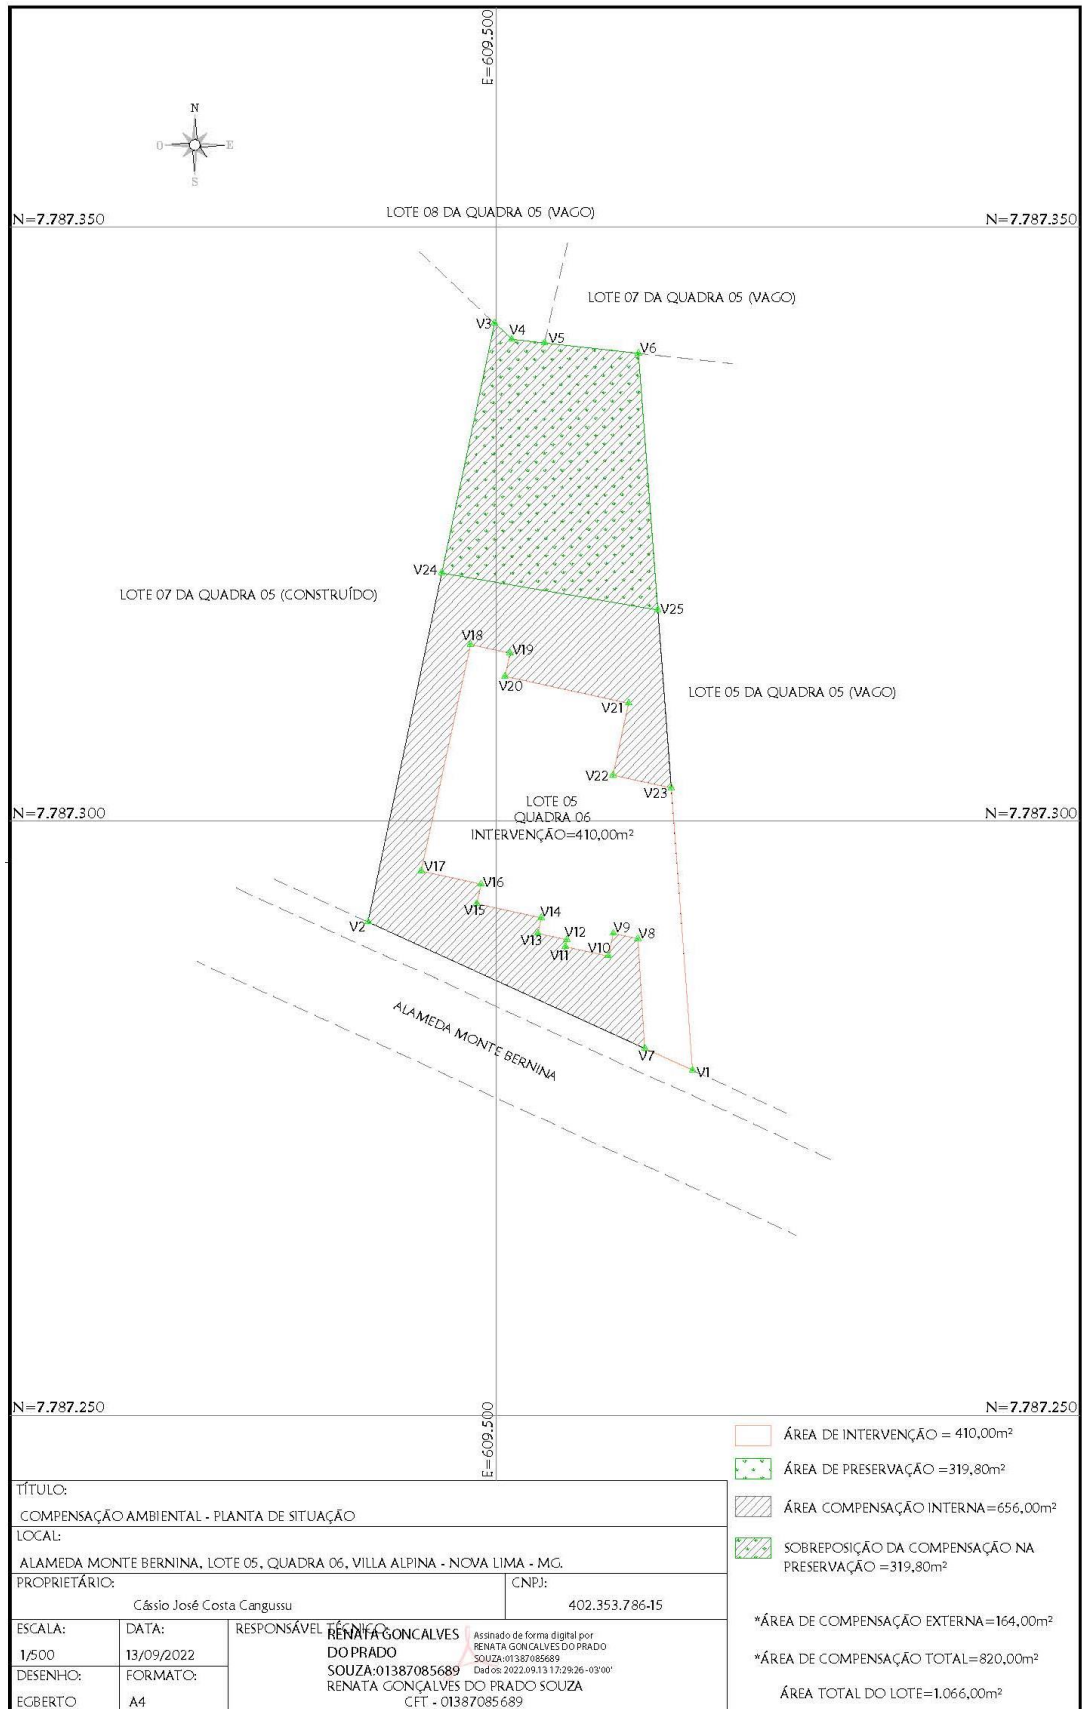 E=609.500
N
O
E
S
LOTE 08 DA QUADRA 05 (VAGO)
N=7.787.350
N=7.787.350
LOTE 07 DA QUADRA 05 (VAGO)
V3
V4
V5
V6
V24
LOTE 07 DA QUADRA 05 (CONSTRUÍDO)
V25
V18
V19
V20
LOTE 05 DA QUADRA 05 (VAGO)
V21
V22
V23
LOTE 05
QUADRA 06
INTERVENÇÃO=410,00m²
N=7.787.300
N=7.787.300
V17
V16
V15
V14
V2
V13
V12
V11
V10
V9
V8
ALAMEDA MONTE BERNINA
V7
V1
N=7.787.250
N=7.787.250
E=609.500
ÁREA DE INTERVENÇÃO = 410,00m²
ÁREA DE PRESERVAÇÃO =319,80m²
ÁREA COMPENSAÇÃO INTERNA=656,00m²
SOBREPOSIÇÃO DA COMPENSAÇÃO NA
PRESERVAÇÃO =319,80m²
*ÁREA DE COMPENSAÇÃO EXTERNA=164,00m²
*ÁREA DE COMPENSAÇÃO TOTAL=820,00m²
ÁREA TOTAL DO LOTE=1.066,00m²
TÍTULO:
COMPENSAÇÃO AMBIENTAL - PLANTA DE SITUAÇÃO
LOCAL:
ALAMEDA MONTE BERNINA, LOTE 05, QUADRA 06, VILLA ALPINA - NOVA LIMA - MG.
PROPRIETÁRIO:
Cássio José Costa Cangussu
CNPJ:
402.353.786-15
ESCALA:
1/500
DATA:
13/09/2022
RESPONSÁVEL TÉCNICO:
RENATA GONCALVES
DO PRADO
SOUZA:01387085689
Assinado de forma digital por
RENATA GONCALVES DO PRADO
SOUZA:01387085689
Dados: 2022.09.13 17:29:26 -03'00'
RENATA GONÇALVES DO PRADO SOUZA
CFT - 01387085689
DESENHO:
EGBERTO
FORMATO:
A4